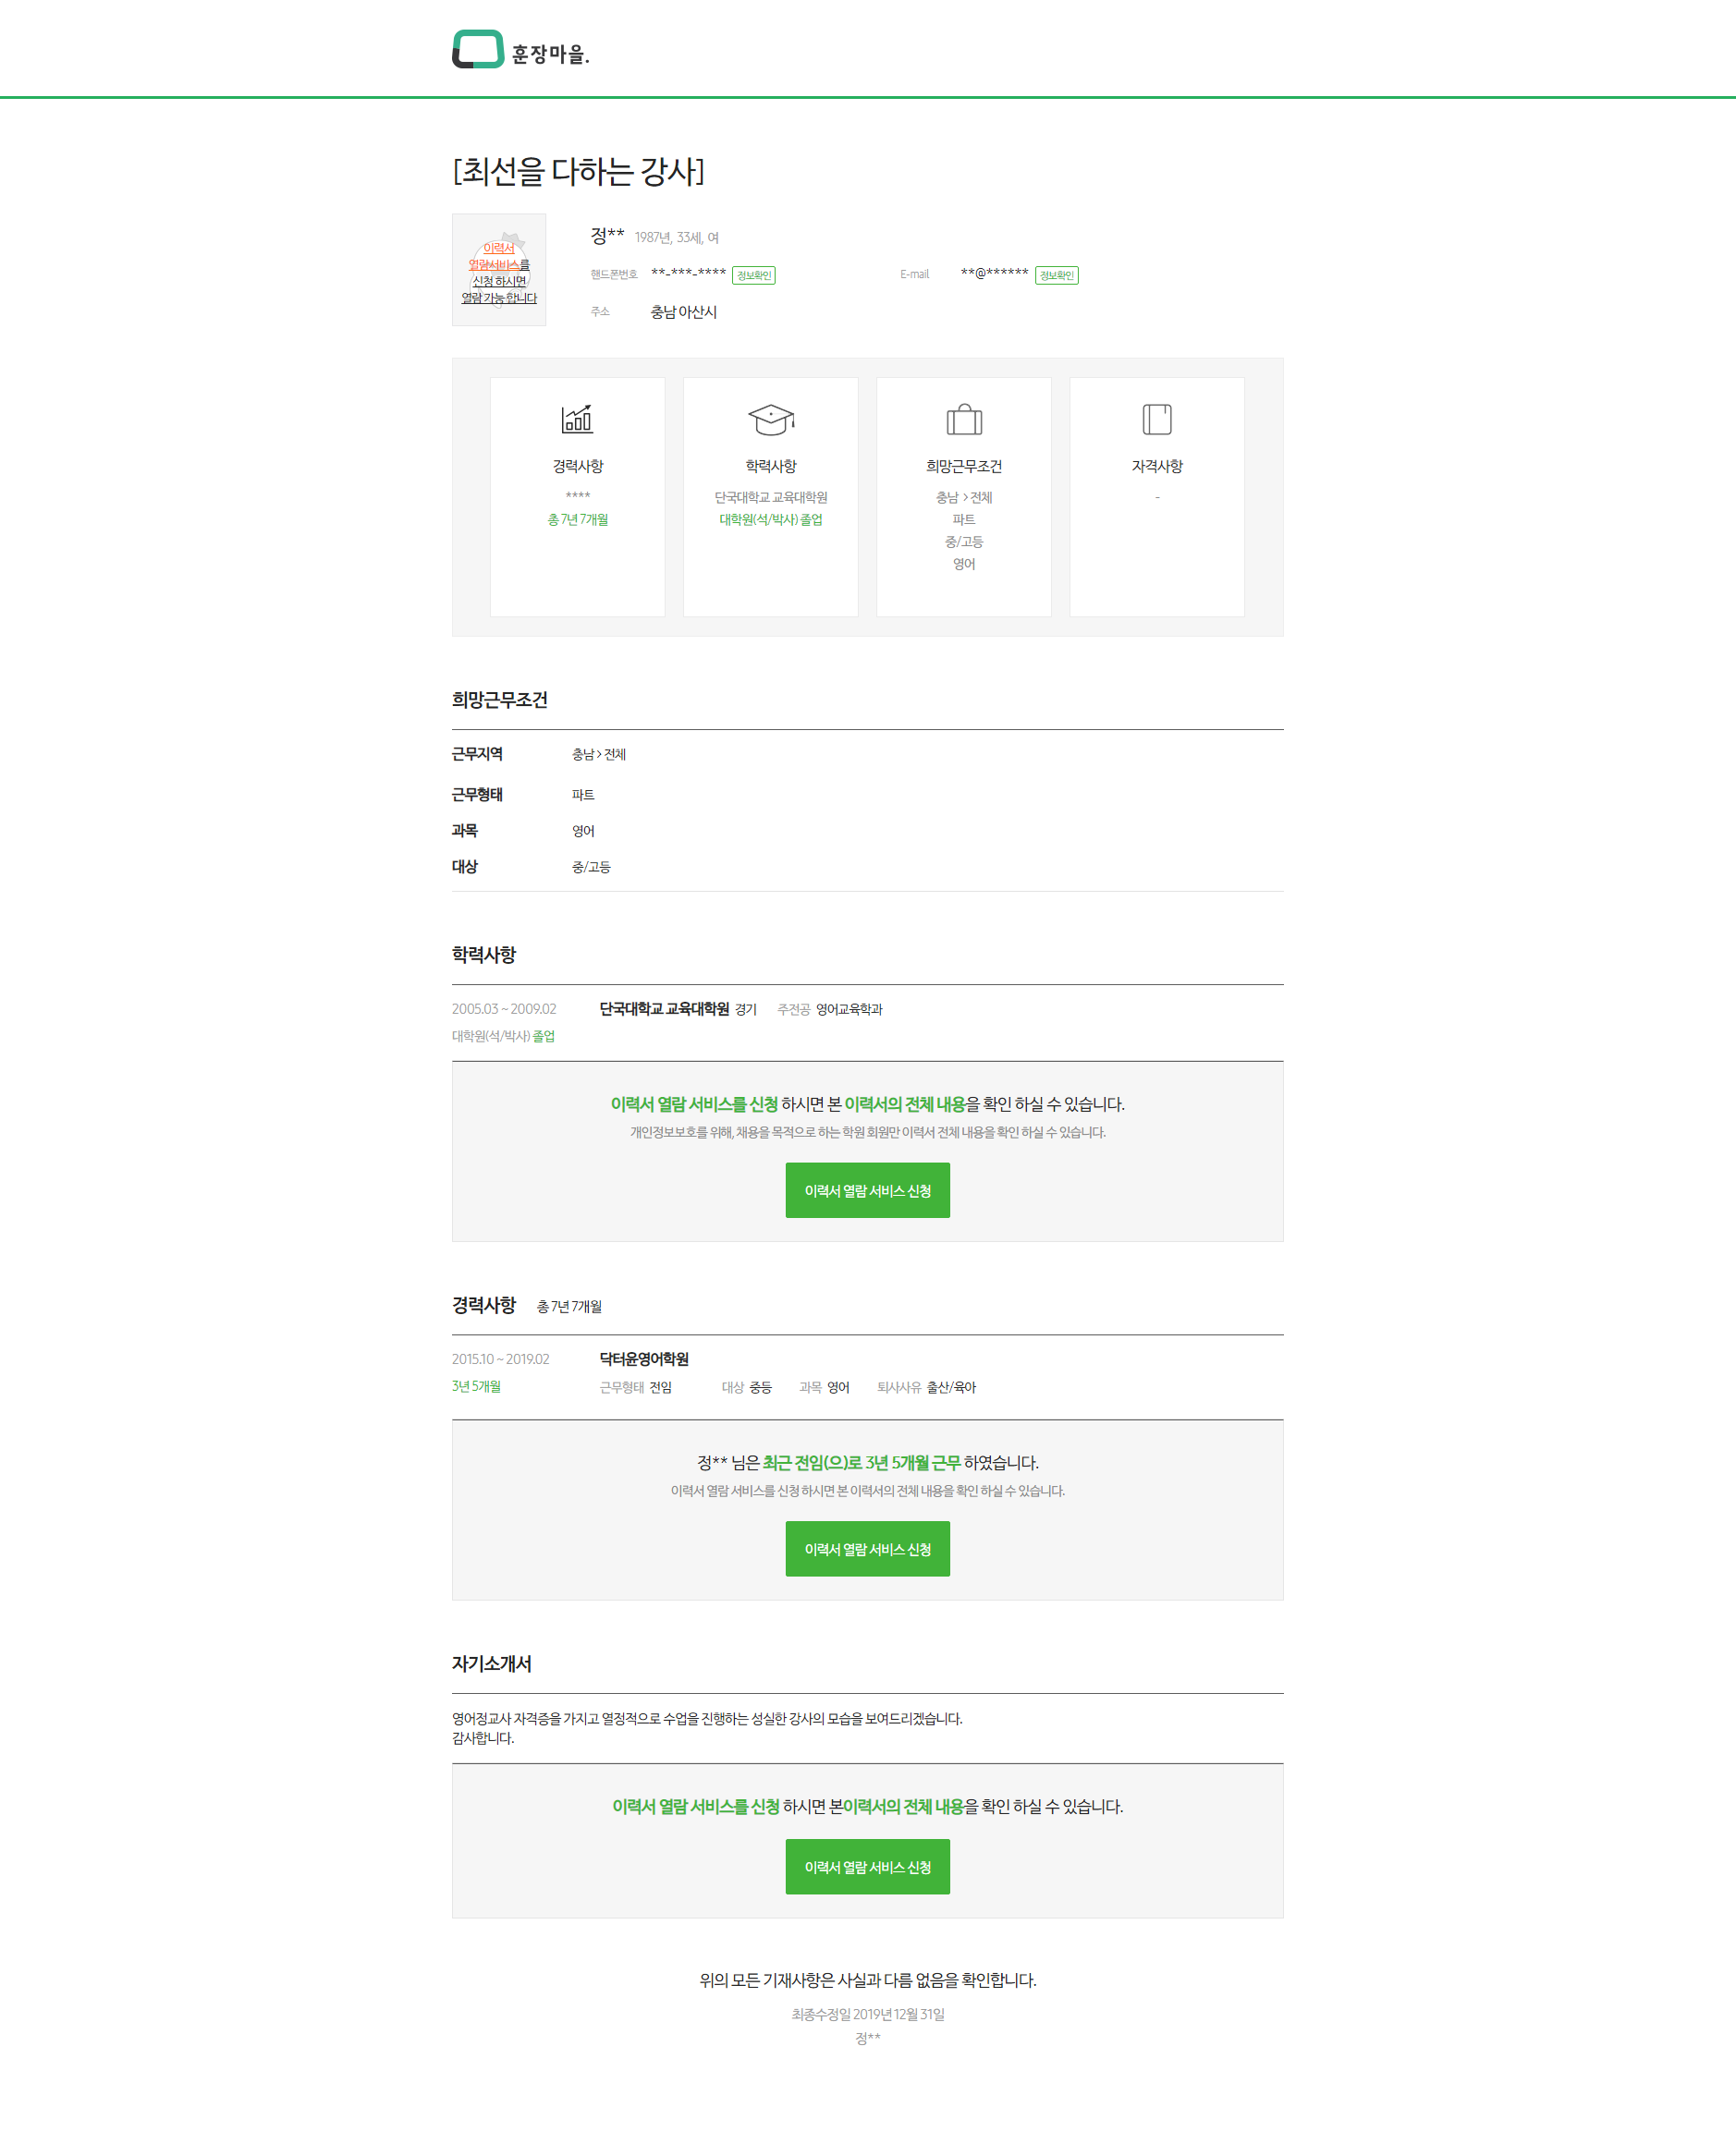 훈장마을.
[최선을 다하는 강사]
이력서
열람서비스를
신청 하시면
열람 가능 합니다
정** 1987년, 33세, 여
핸드폰번호 **-***-**** 정보확인 E-mail **@****** 정보확인
주소 충남 아산시
경력사항
****
총 7년 7개월
학력사항
단국대학교 교육대학원
대학원(석/박사) 졸업
희망근무조건
충남 > 전체
파트
중/고등
영어
자격사항
-
희망근무조건
근무지역 충남 > 전체
근무형태 파트
과목 영어
대상 중/고등
학력사항
2005.03 ~ 2009.02 단국대학교 교육대학원 경기 주전공 영어교육학과
대학원(석/박사) 졸업
이력서 열람 서비스를 신청 하시면 본 이력서의 전체 내용을 확인 하실 수 있습니다.
개인정보보호를 위해, 채용을 목적으로 하는 학원 회원만 이력서 전체 내용을 확인 하실 수 있습니다.
이력서 열람 서비스 신청
경력사항 총 7년 7개월
2015.10 ~ 2019.02 닥터윤영어학원
3년 5개월 근무형태 전임 대상 중등 과목 영어 퇴사사유 출산/육아
정** 님은 최근 전임(으)로 3년 5개월 근무 하였습니다.
이력서 열람 서비스를 신청 하시면 본 이력서의 전체 내용을 확인 하실 수 있습니다.
이력서 열람 서비스 신청
자기소개서
영어정교사 자격증을 가지고 열정적으로 수업을 진행하는 성실한 강사의 모습을 보여드리겠습니다.
감사합니다.
이력서 열람 서비스를 신청 하시면 본이력서의 전체 내용을 확인 하실 수 있습니다.
이력서 열람 서비스 신청
위의 모든 기재사항은 사실과 다름 없음을 확인합니다.
최종수정일 2019년 12월 31일
정**